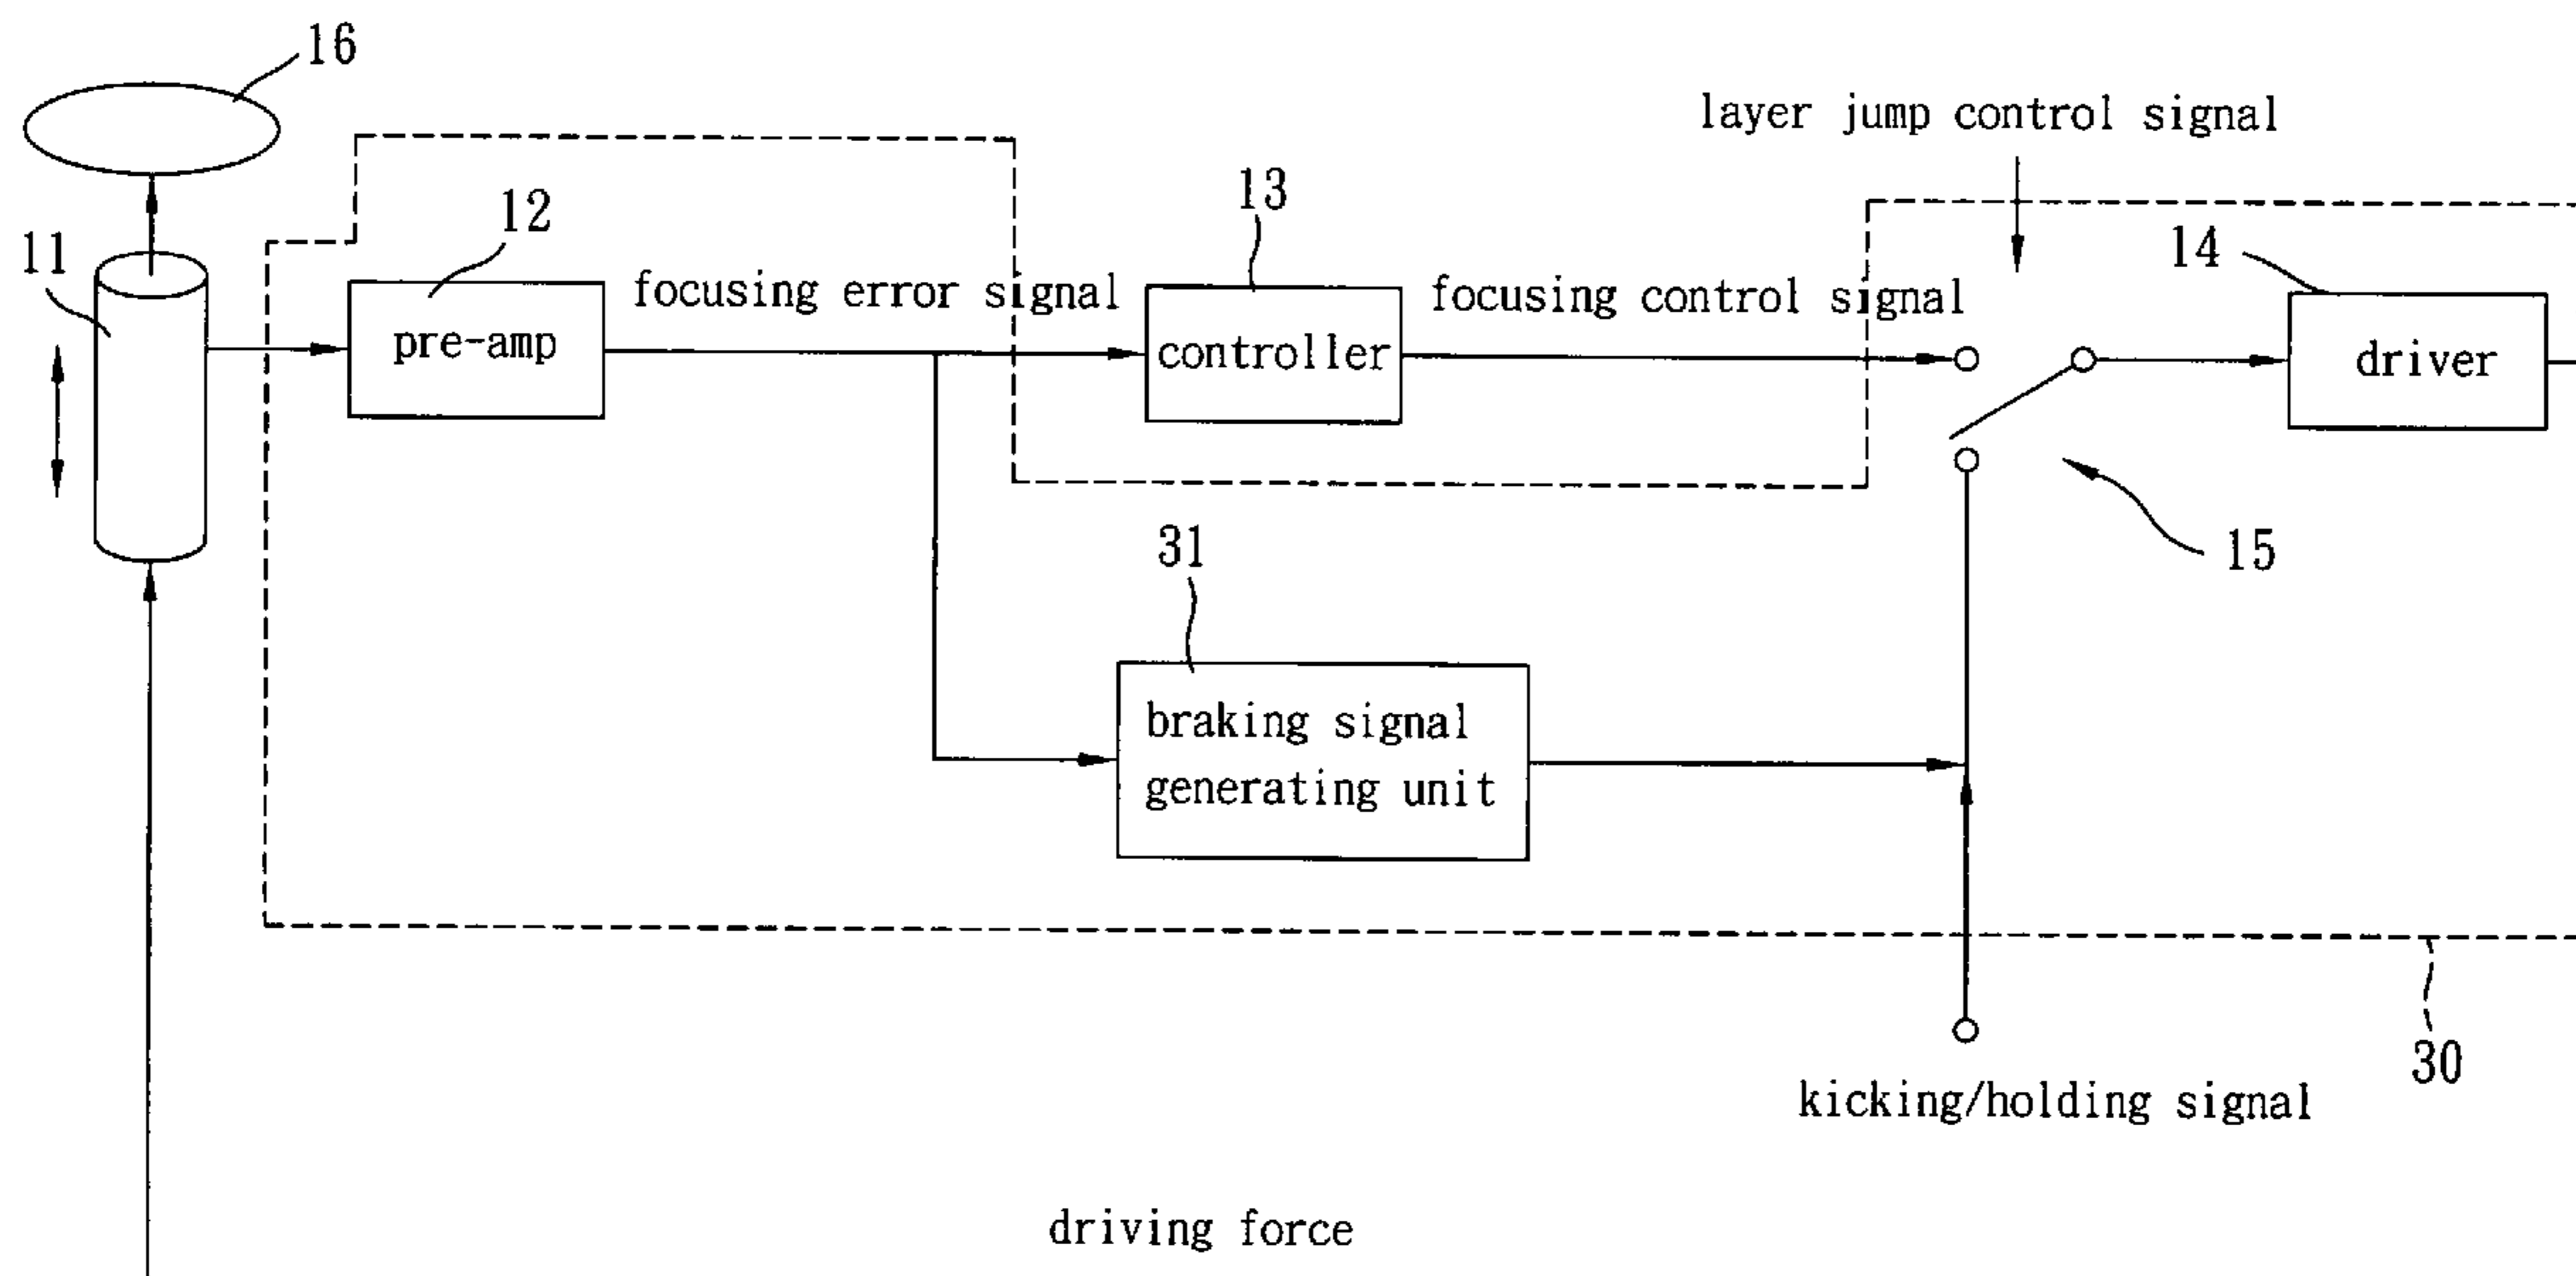 16
layer jump control signal
13
12
14
11
focusing error signal
focusing control signal
pre-amp
controller
driver
15
31
braking signal
generating unit
30
kicking/holding signal
driving force